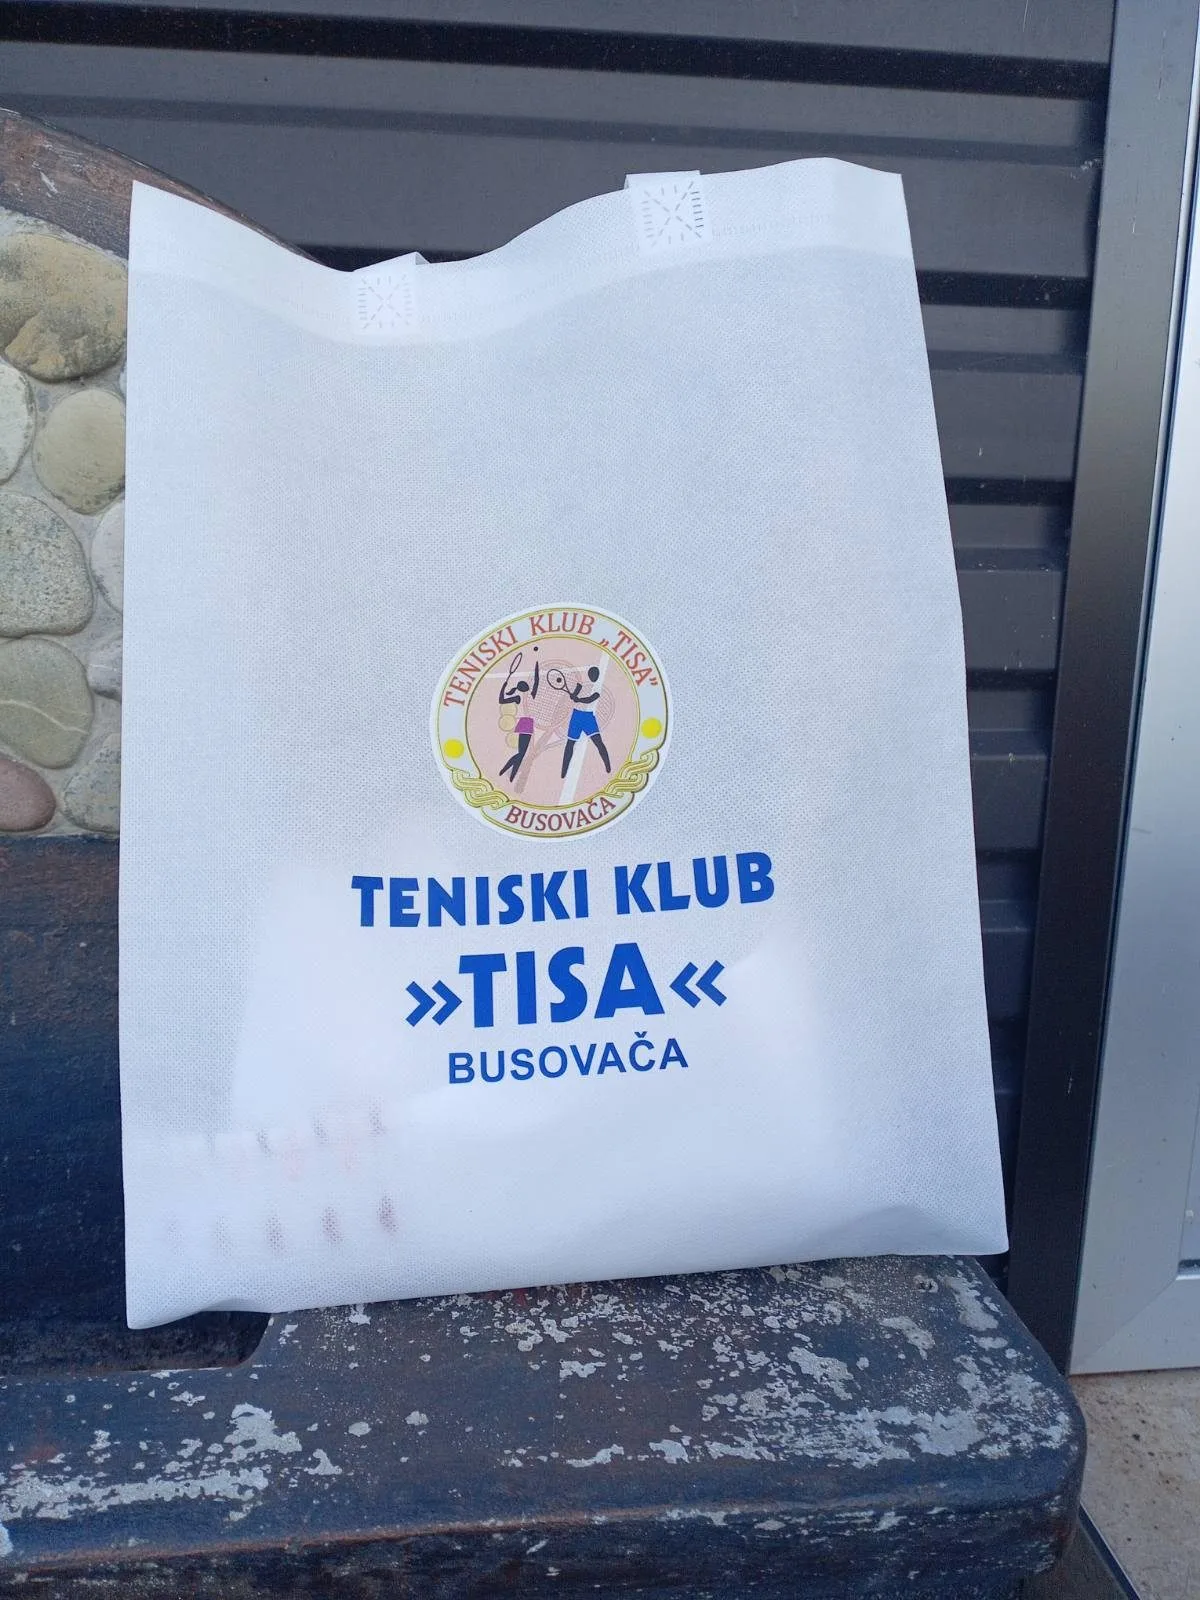 TENISKI KLUB „TISA”
BUSOVAČA
TENISKI KLUB
»TISA«
BUSOVAČA